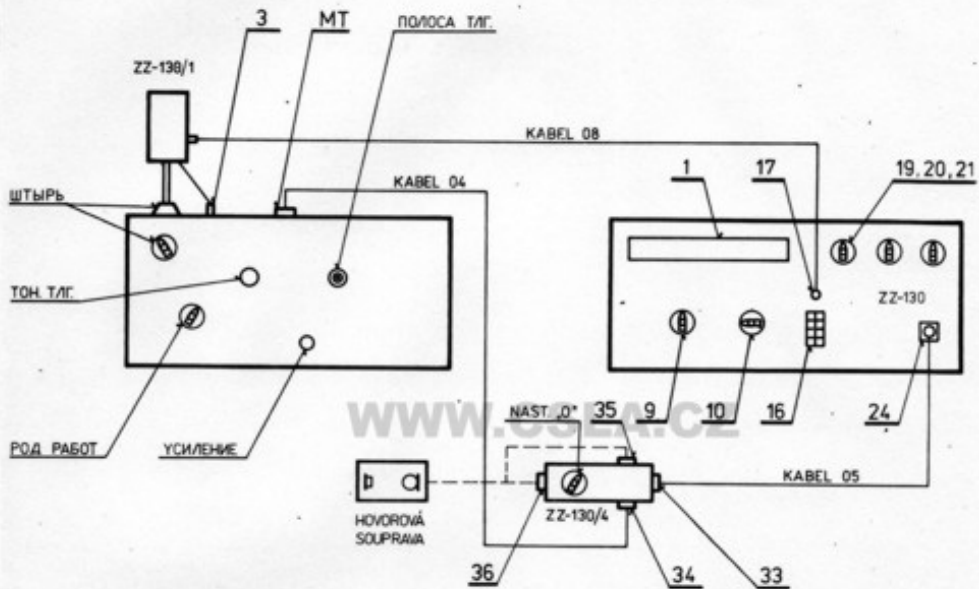 3
MT
ПОЛОСА ТЛГ.
ZZ-130/1
KABEL 08
1
17
19, 20, 21
KABEL 04
ШТЫРЬ
ТОН. ТЛГ.
ZZ-130
РОД РАБОТ
УСИЛЕНИЕ
WWW.SSLA.CZ
NAST. „0"
35
9
10
16
24
KABEL 05
HOVOROVÁ
SOUPRAVA
ZZ-130/4
36
34
33